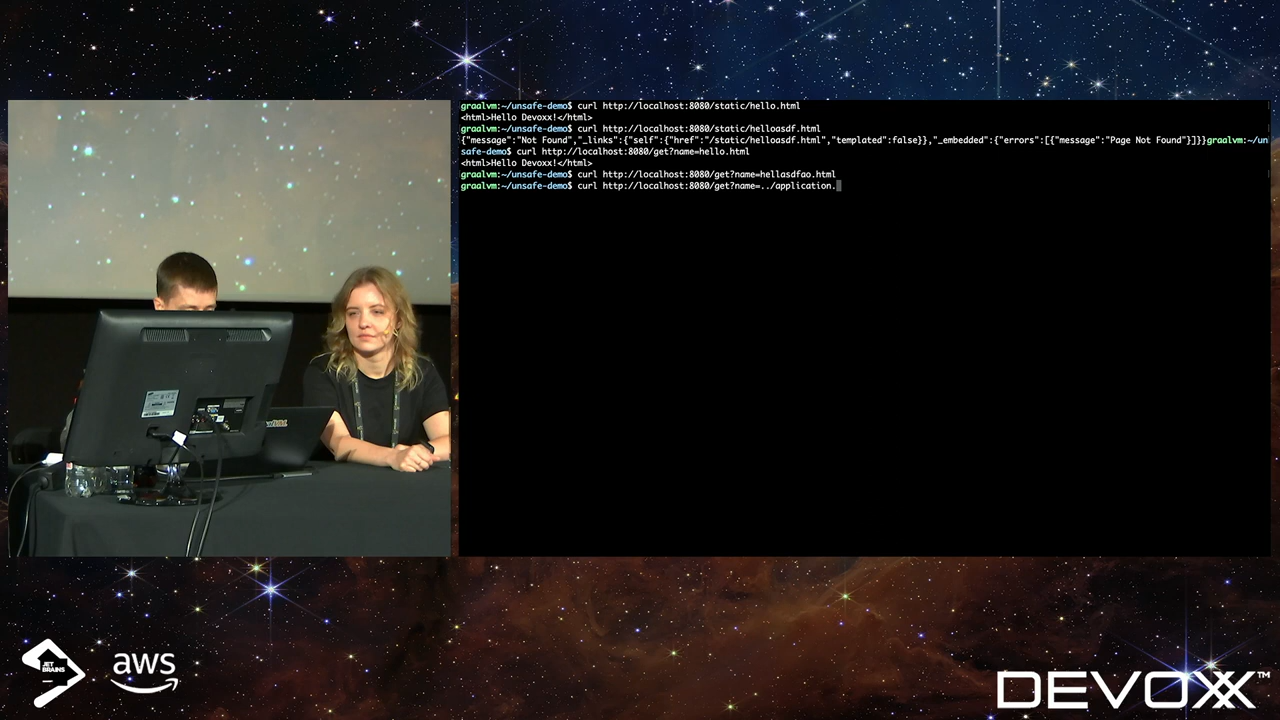 graalvm:~/unsafe-demo$ curl http://localhost:8080/static/hello.html
<html>Hello Devoxx!</html>
graalvm:~/unsafe-demo$ curl http://localhost:8080/static/helloasdf.html
{"message":"Not Found","_links":{"self":{"href":"/static/helloasdf.html","templated":false}},"_embedded":{"errors":[{"message":"Page Not Found"}]}}graalvm:~/un
safe-demo$ curl http://localhost:8080/get?name=hello.html
<html>Hello Devoxx!</html>
graalvm:~/unsafe-demo$ curl http://localhost:8080/get?name=hellasdfao.html
graalvm:~/unsafe-demo$ curl http://localhost:8080/get?name=../application.
JET
BRAINS
aws
DEVOXX™